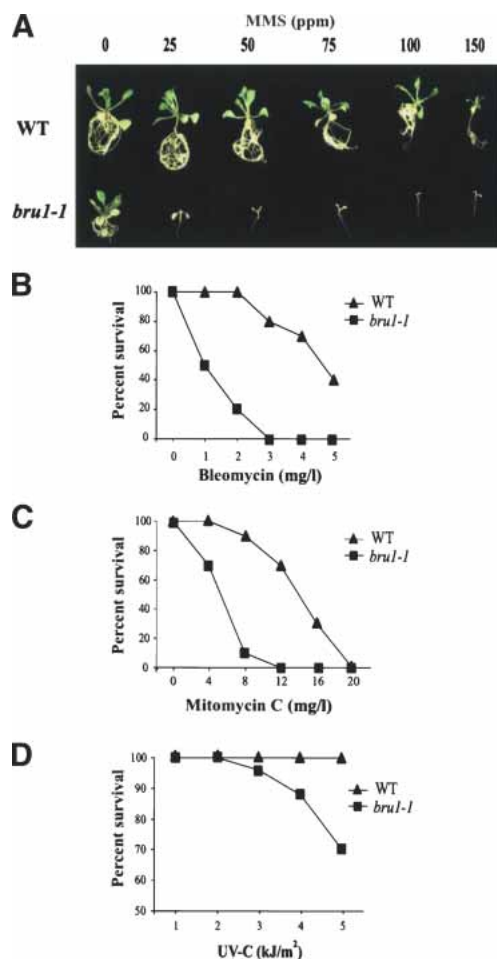 A
MMS (ppm)
0 25 50 75 100 150
WT
bru1-1
B
Percent survival
100
80
60
40
20
0
0 1 2 3 4 5
Bleomycin (mg/l)
WT
bru1-1
C
Percent survival
100
80
60
40
20
0
0 4 8 12 16 20
Mitomycin C (mg/l)
WT
bru1-1
D
Percent survival
100
90
80
70
60
50
1 2 3 4 5
UV-C (kJ/m²)
WT
bru1-1